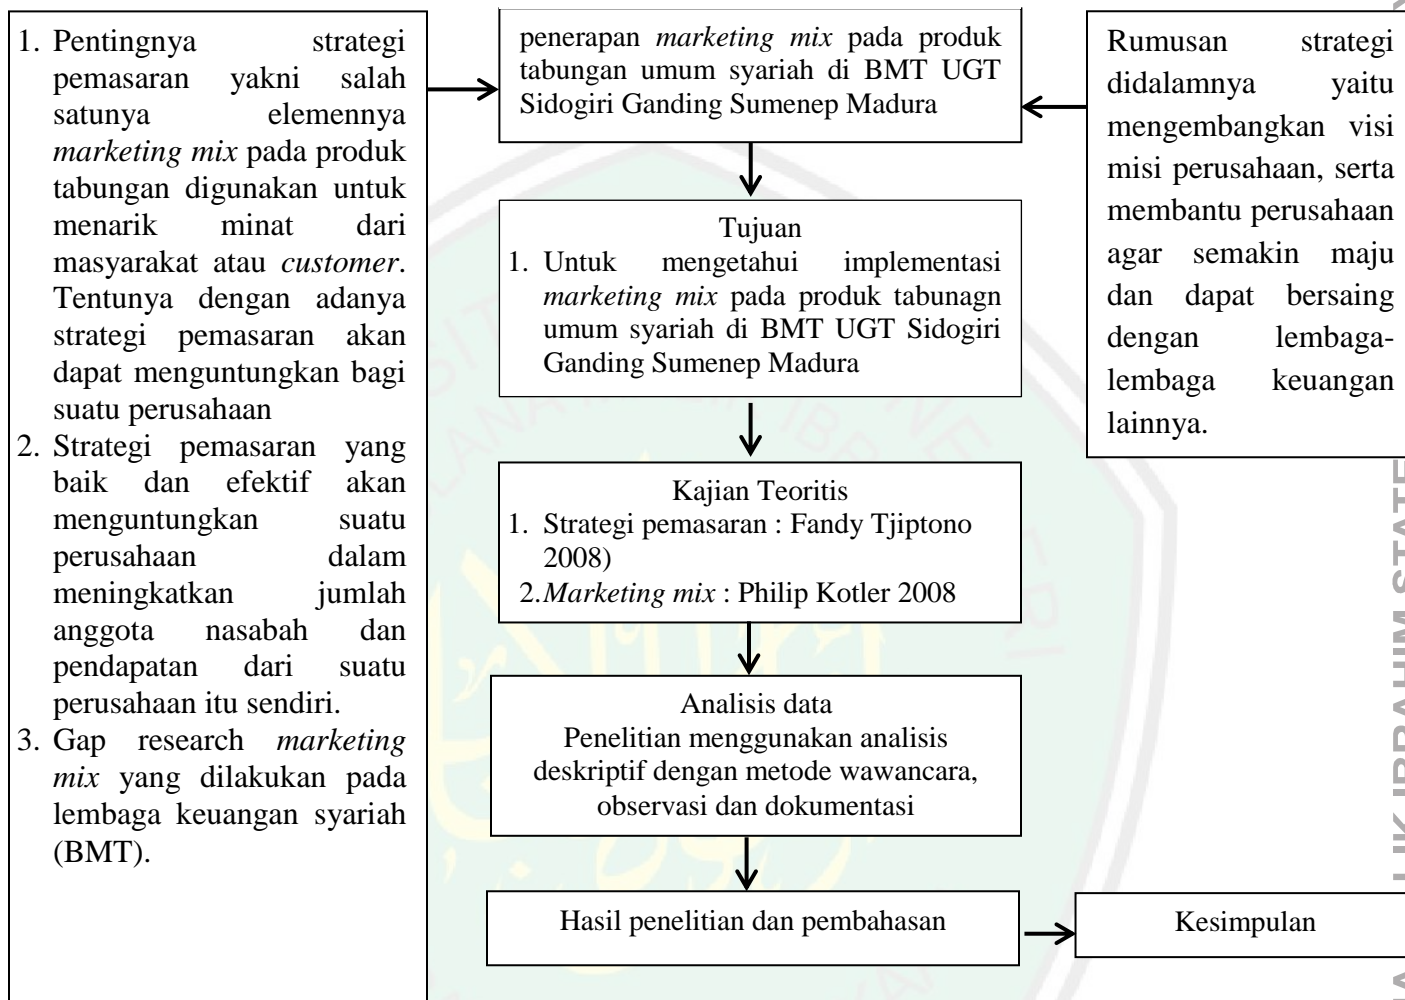 1. Pentingnya strategi
pemasaran yakni salah
satunya elemennya
marketing mix pada produk
tabungan digunakan untuk
menarik minat dari
masyarakat atau customer.
Tentunya dengan adanya
strategi pemasaran akan
dapat menguntungkan bagi
suatu perusahaan
2. Strategi pemasaran yang
baik dan efektif akan
menguntungkan suatu
perusahaan dalam
meningkatkan jumlah
anggota nasabah dan
pendapatan dari suatu
perusahaan itu sendiri.
3. Gap research marketing
mix yang dilakukan pada
lembaga keuangan syariah
(BMT).
penerapan marketing mix pada produk
tabungan umum syariah di BMT UGT
Sidogiri Ganding Sumenep Madura
Tujuan
1. Untuk mengetahui implementasi
marketing mix pada produk tabunagn
umum syariah di BMT UGT Sidogiri
Ganding Sumenep Madura
Kajian Teoritis
1. Strategi pemasaran : Fandy Tjiptono
2008)
2.Marketing mix : Philip Kotler 2008
Analisis data
Penelitian menggunakan analisis
deskriptif dengan metode wawancara,
observasi dan dokumentasi
Hasil penelitian dan pembahasan
Rumusan strategi
didalamnya yaitu
mengembangkan visi
misi perusahaan, serta
membantu perusahaan
agar semakin maju
dan dapat bersaing
dengan lembaga-
lembaga keuangan
lainnya.
Kesimpulan
IBRAHIM STATE